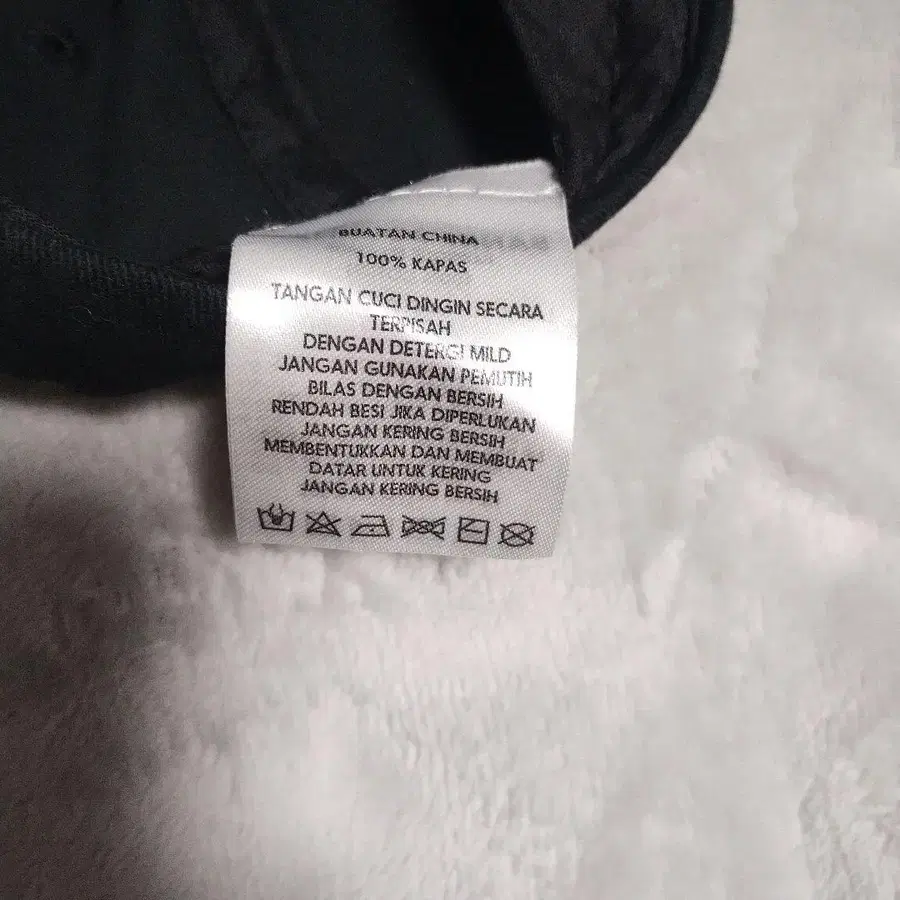 BUATAN CHINA
100% KAPAS
TANGAN CUCI DINGIN SECARA
TERPISAH
DENGAN DETERGI MILD
JANGAN GUNAKAN PEMUTIH
BILAS DENGAN BERSIH
RENDAH BESI JIKA DIPERLUKAN
JANGAN KERING BERSIH
MEMBENTUKKAN DAN MEMBUAT
DATAR UNTUK KERING
JANGAN KERING BERSIH